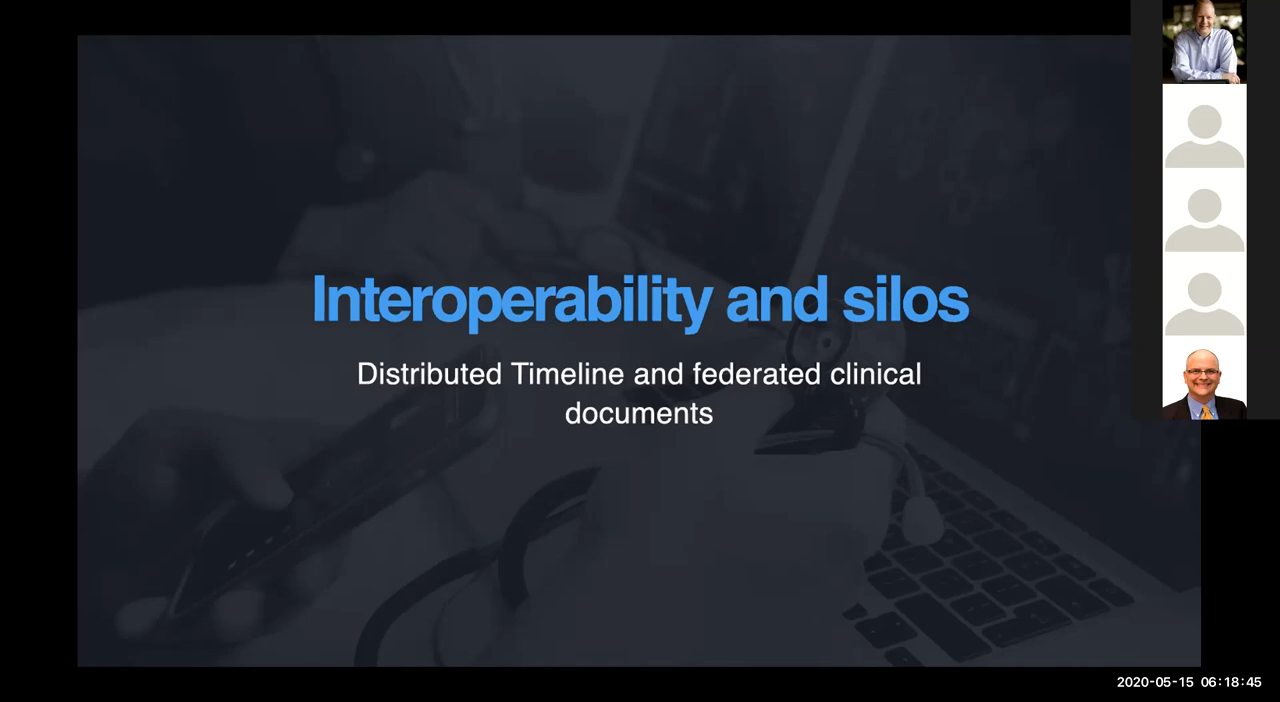 Interoperability and silos
Distributed Timeline and federated clinical
documents
2020-05-15 06:18:45